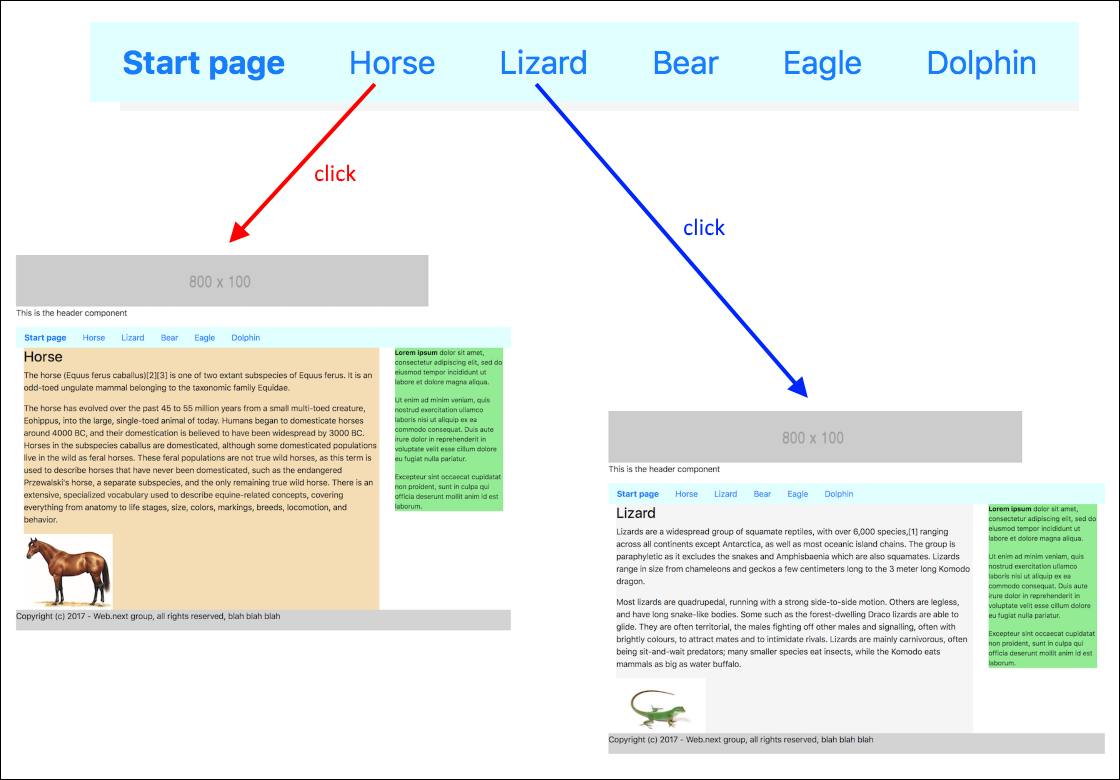 Start page Horse Lizard Bear Eagle Dolphin
click
click
800 x 100
This is the header component
Start page Horse Lizard Bear Eagle Dolphin
Horse
The horse (Equus ferus caballus)[2][3] is one of two extant subspecies of Equus ferus. It is an
odd-toed ungulate mammal belonging to the taxonomic family Equidae.
The horse has evolved over the past 45 to 55 million years from a small multi-toed creature,
Eohippus, into the large, single-toed animal of today. Humans began to domesticate horses
around 4000 BC, and their domestication is believed to have been widespread by 3000 BC.
Horses in the subspecies caballus are domesticated, although some domesticated populations
live in the wild as feral horses. These feral populations are not true wild horses, as this term is
used to describe horses that have never been domesticated, such as the endangered
Przewalski's horse, a separate subspecies, and the only remaining true wild horse. There is an
extensive, specialized vocabulary used to describe equine-related concepts, covering
everything from anatomy to life stages, size, colors, markings, breeds, locomotion, and
behavior.
Lorem ipsum dolor sit amet,
consectetur adipiscing elit, sed do
eiusmod tempor incididunt ut
labore et dolore magna aliqua.
Ut enim ad minim veniam, quis
nostrud exercitation ullamco
laboris nisi ut aliquip ex ea
commodo consequat. Duis aute
irure dolor in reprehenderit in
voluptate velit esse cillum dolore
eu fugiat nulla pariatur.
Excepteur sint occaecat cupidatat
non proident, sunt in culpa qui
officia deserunt mollit anim id est
laborum.
Copyright (c) 2017 - Web.next group, all rights reserved, blah blah blah
800 x 100
This is the header component
Start page Horse Lizard Bear Eagle Dolphin
Lizard
Lizards are a widespread group of squamate reptiles, with over 6,000 species,[1] ranging
across all continents except Antarctica, as well as most oceanic island chains. The group is
paraphyletic as it excludes the snakes and Amphisbaenia which are also squamates. Lizards
range in size from chameleons and geckos a few centimeters long to the 3 meter long Komodo
dragon.
Most lizards are quadrupedal, running with a strong side-to-side motion. Others are legless,
and have long snake-like bodies. Some such as the forest-dwelling Draco lizards are able to
glide. They are often territorial, the males fighting off other males and signalling, often with
brightly colours, to attract mates and to intimidate rivals. Lizards are mainly carnivorous, often
being sit-and-wait predators; many smaller species eat insects, while the Komodo eats
mammals as big as water buffalo.
Lorem ipsum dolor sit amet,
consectetur adipiscing elit, sed do
eiusmod tempor incididunt ut
labore et dolore magna aliqua.
Ut enim ad minim veniam, quis
nostrud exercitation ullamco
laboris nisi ut aliquip ex ea
commodo consequat. Duis aute
irure dolor in reprehenderit in
voluptate velit esse cillum dolore
eu fugiat nulla pariatur.
Excepteur sint occaecat cupidatat
non proident, sunt in culpa qui
officia deserunt mollit anim id est
laborum.
Copyright (c) 2017 - Web.next group, all rights reserved, blah blah blah